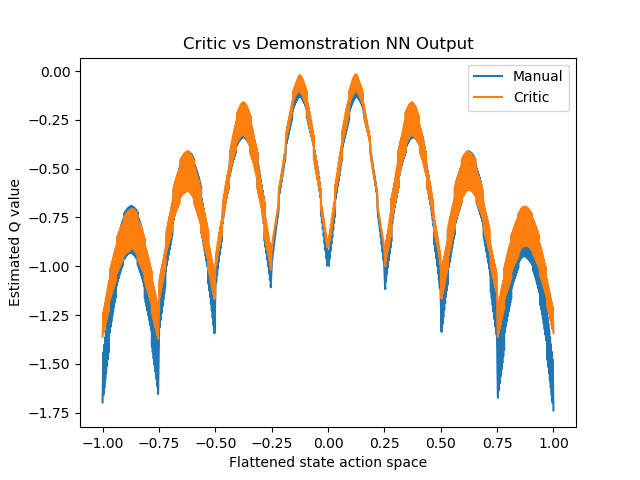 Critic vs Demonstration NN Output
Manual
Critic
Estimated Q value
0.00
−0.25
−0.50
−0.75
−1.00
−1.25
−1.50
−1.75
−1.00 −0.75 −0.50 −0.25 0.00 0.25 0.50 0.75 1.00
Flattened state action space